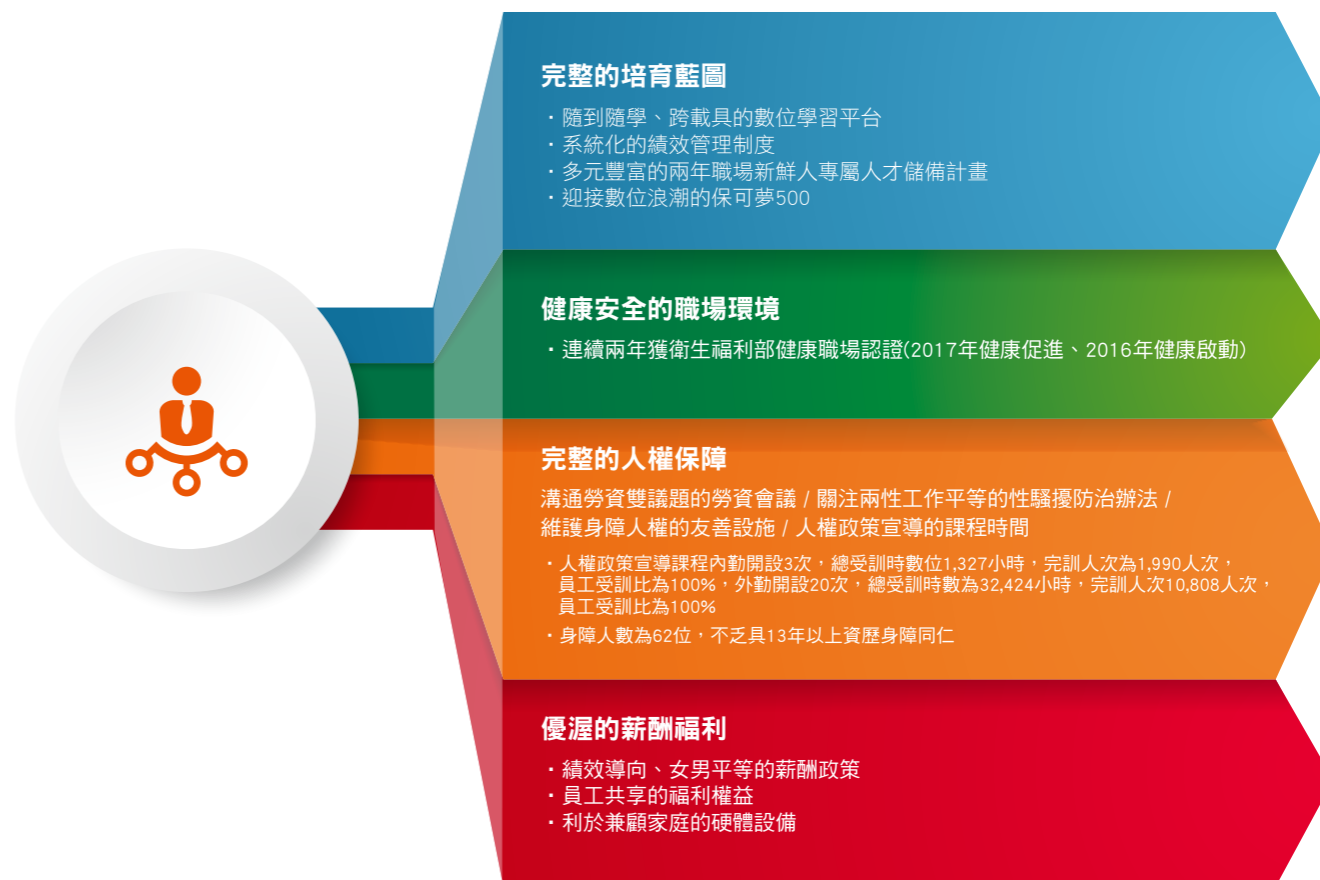 完整的培育藍圖
・隨到隨學、跨載具的數位學習平台
・系統化的績效管理制度
・多元豐富的兩年職場新鮮人專屬人才儲備計畫
・迎接數位浪潮的保可夢500
健康安全的職場環境
・連續兩年獲衛生福利部健康職場認證(2017年健康促進、2016年健康啟動)
完整的人權保障
溝通勞資雙議題的勞資會議 / 關注兩性工作平等的性騷擾防治辦法 /
維護身障人權的友善設施 / 人權政策宣導的課程時間
・人權政策宣導課程內勤開設3次，總受訓時數位1,327小時，完訓人次為1,990人次，
員工受訓比為100%，外勤開設20次，總受訓時數為32,424小時，完訓人次10,808人次，
員工受訓比為100%
・身障人數為62位，不乏具13年以上資歷身障同仁
優渥的薪酬福利
・績效導向、女男平等的薪酬政策
・員工共享的福利權益
・利於兼顧家庭的硬體設備